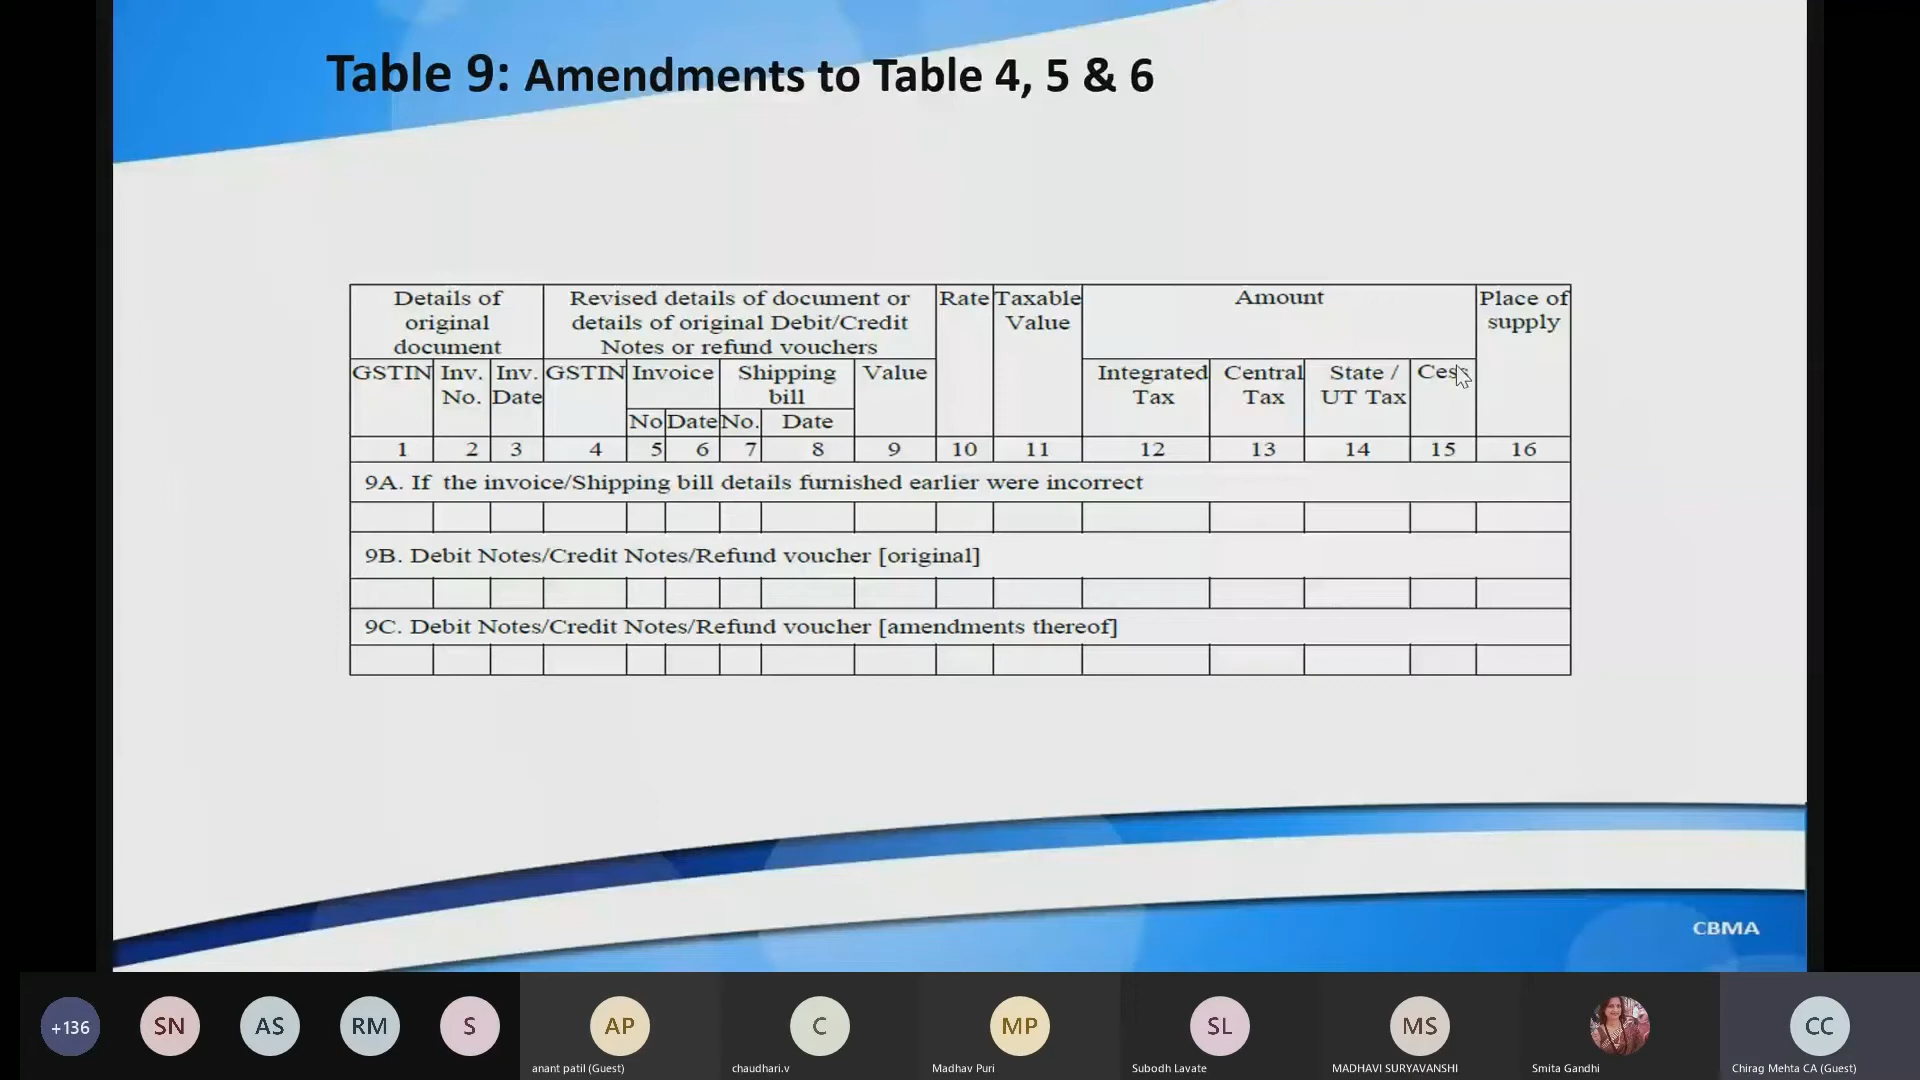 Table 9: Amendments to Table 4, 5 & 6
Details of original document
Revised details of document or details of original Debit/Credit Notes or refund vouchers
Rate
Taxable Value
Amount
Place of supply
GSTIN
Inv. No.
Inv. Date
GSTIN
Invoice
Shipping bill
Value
Integrated Tax
Central Tax
State / UT Tax
Cess
No
Date
No.
Date
1 2 3 4 5 6 7 8 9 10 11 12 13 14 15 16
9A. If the invoice/Shipping bill details furnished earlier were incorrect
9B. Debit Notes/Credit Notes/Refund voucher [original]
9C. Debit Notes/Credit Notes/Refund voucher [amendments thereof]
CBMA
+136
SN
AS
RM
S
AP
C
MP
SL
MS
CC
anant patil (Guest)
chaudhari.v
Madhav Puri
Subodh Lavate
MADHAVI SURYAVANSHI
Smita Gandhi
Chirag Mehta CA (Guest)